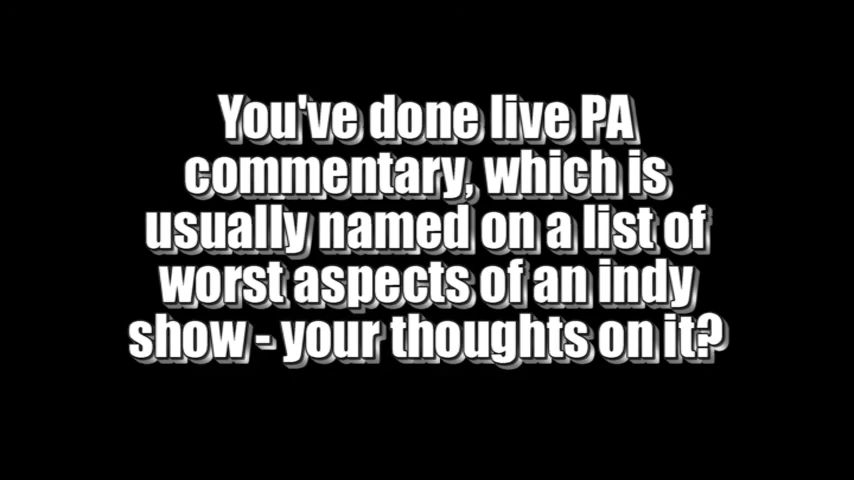 You've done live PA
commentary, which is
usually named on a list of
worst aspects of an indy
show - your thoughts on it?